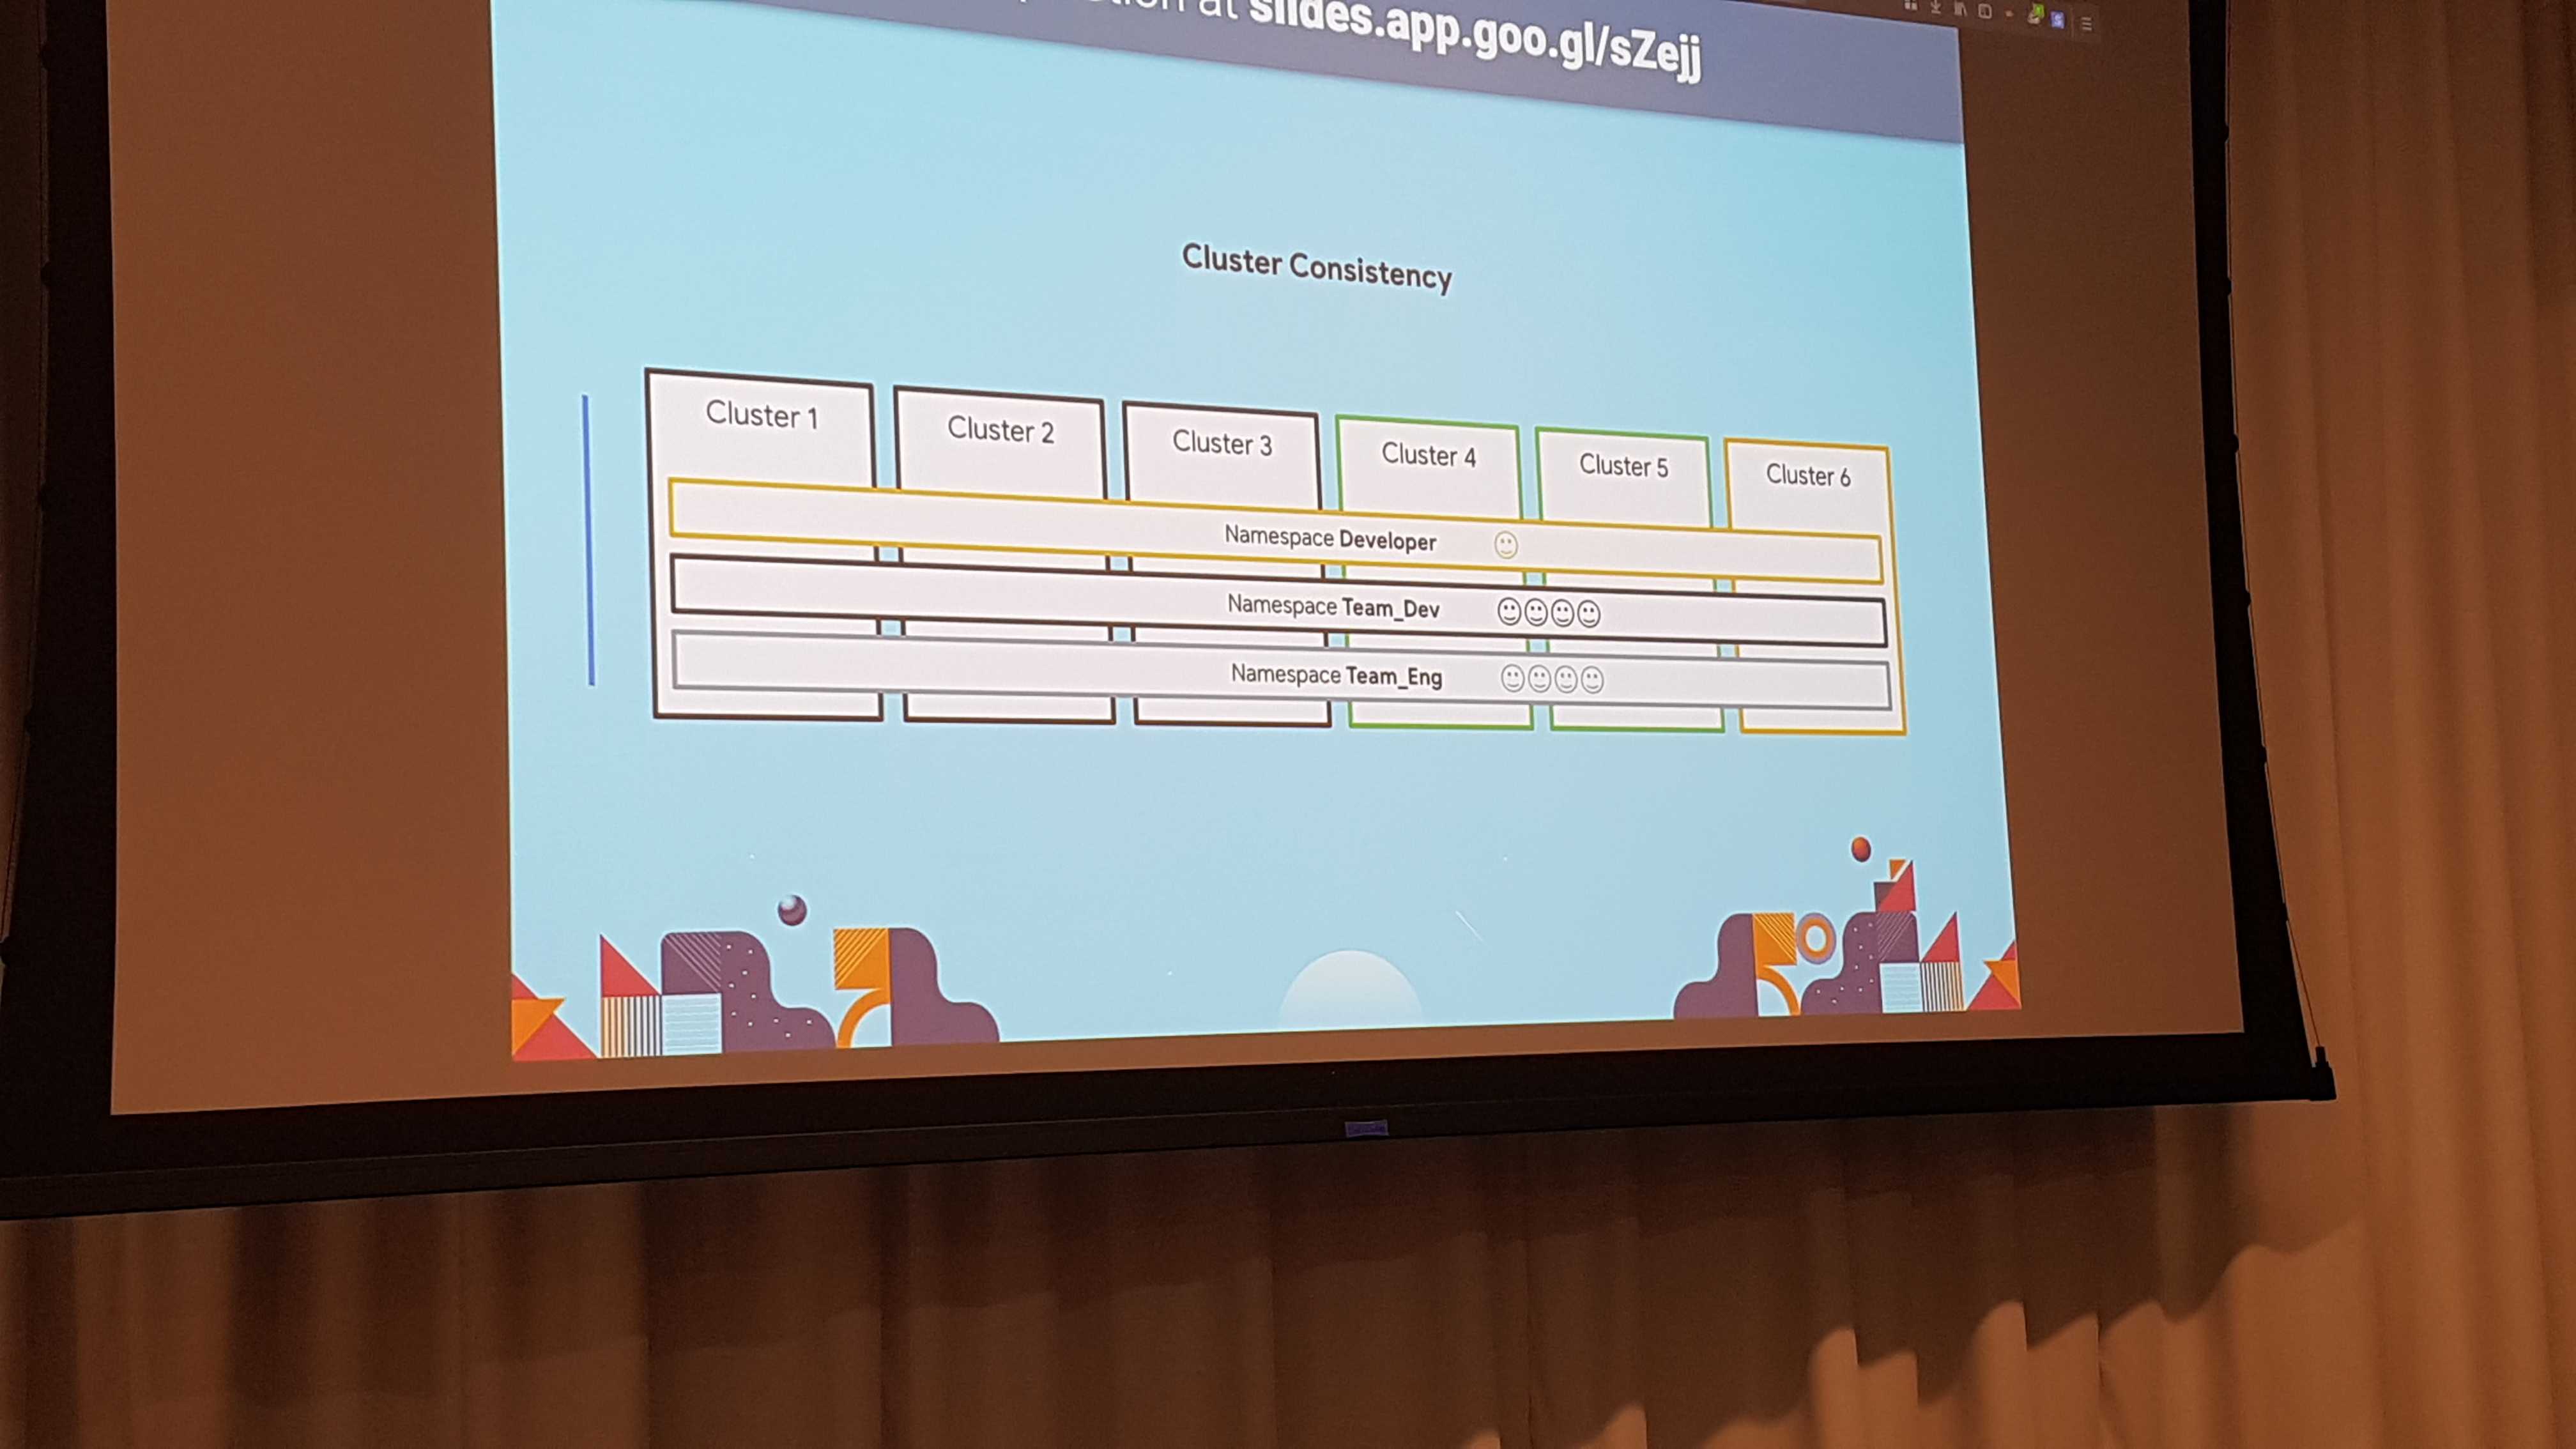 at slides.app.goo.gl/sZejj
Cluster Consistency
Cluster 1
Cluster 2
Cluster 3
Cluster 4
Cluster 5
Cluster 6
Namespace Developer
Namespace Team_Dev
Namespace Team_Eng